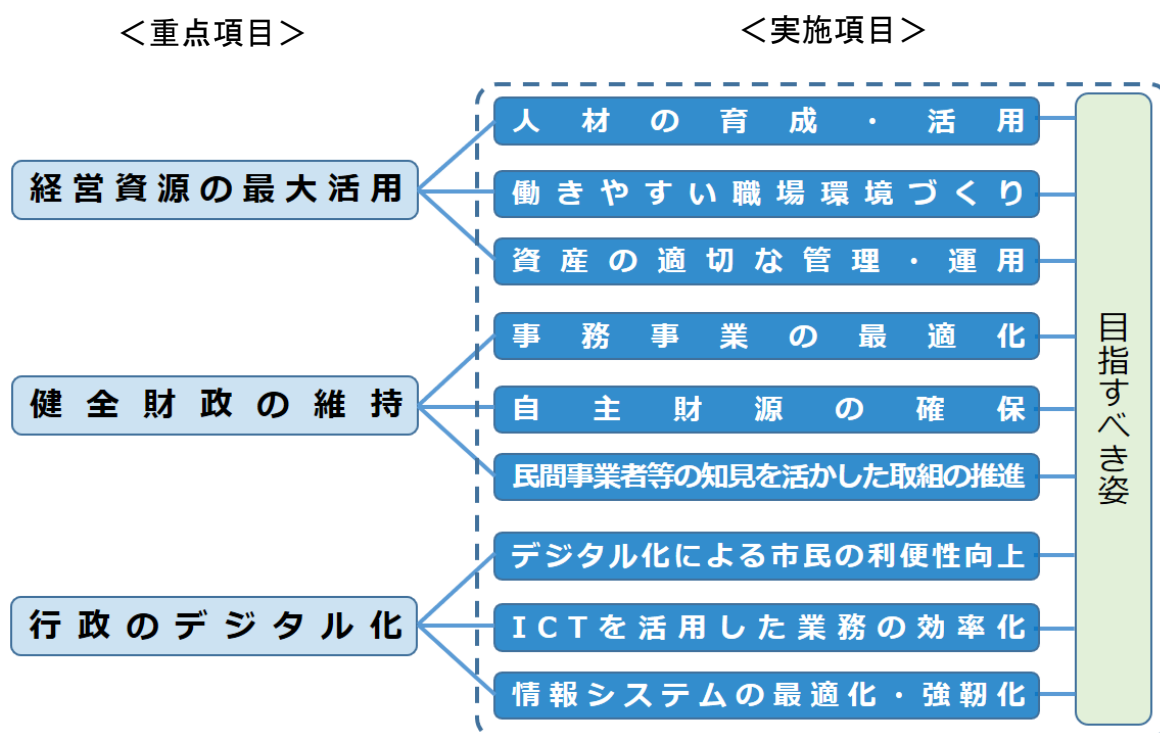 ＜重点項目＞
＜実施項目＞
経営資源の最大活用
人材の育成・活用
働きやすい職場環境づくり
資産の適切な管理・運用
健全財政の維持
事務事業の最適化
自主財源の確保
民間事業者等の知見を活かした取組の推進
行政のデジタル化
デジタル化による市民の利便性向上
ICTを活用した業務の効率化
情報システムの最適化・強靭化
目指すべき姿